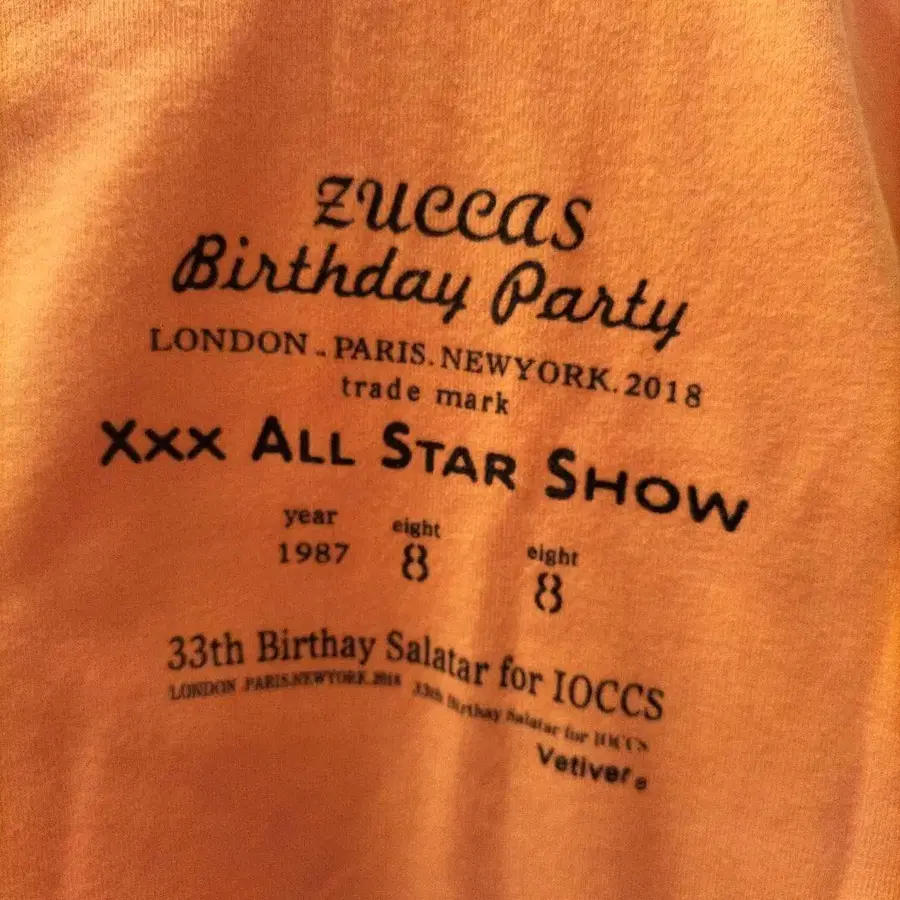 zuccas
Birthday Party
LONDON . PARIS. NEWYORK. 2018
trade mark
Xxx ALL STAR SHOW
year eight eight
1987 8 8
33th Birthay Salatar for IOCCS
LONDON .PARIS.NEWYORK.2018 33th Birthay Salatar for IOCCS
Vetiver